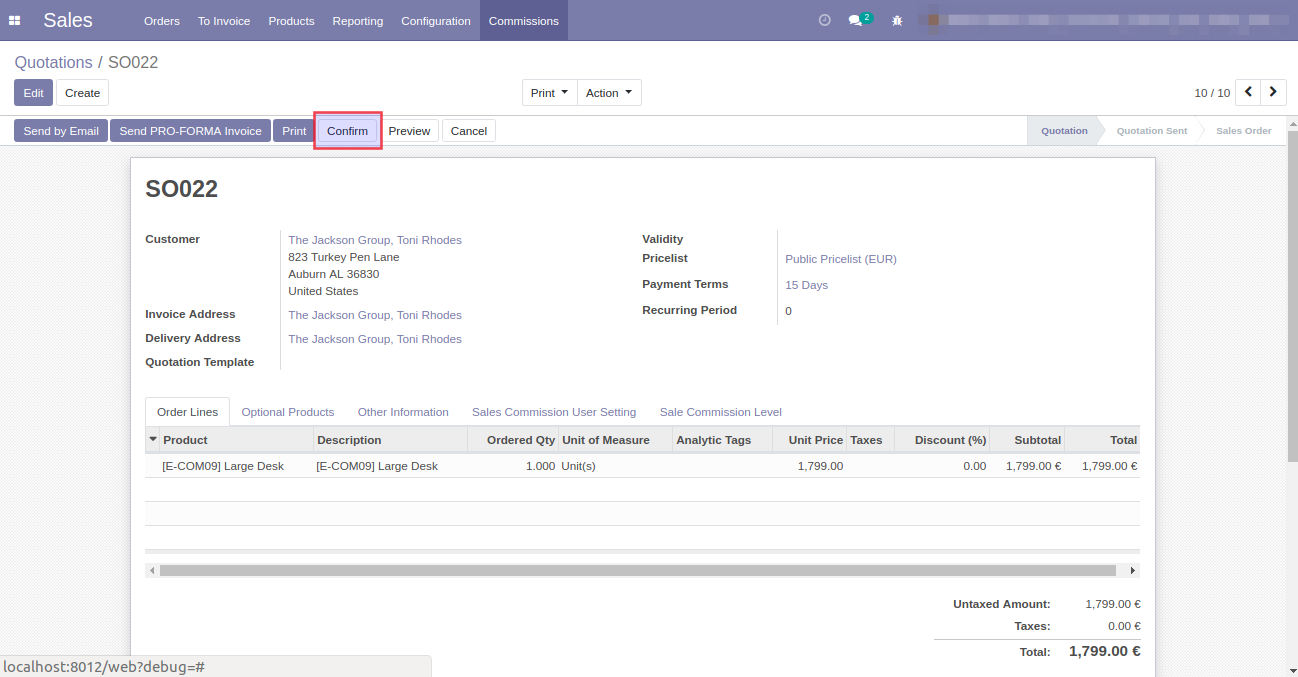 Sales Orders To Invoice Products Reporting Configuration Commissions 2
Quotations / SO022
Edit Create Print Action 10 / 10
Send by Email Send PRO-FORMA Invoice Print Confirm Preview Cancel Quotation Quotation Sent Sales Order
SO022
Customer The Jackson Group, Toni Rhodes
823 Turkey Pen Lane
Auburn AL 36830
United States
Invoice Address The Jackson Group, Toni Rhodes
Delivery Address The Jackson Group, Toni Rhodes
Quotation Template
Validity
Pricelist Public Pricelist (EUR)
Payment Terms 15 Days
Recurring Period 0
Order Lines Optional Products Other Information Sales Commission User Setting Sale Commission Level
Product Description Ordered Qty Unit of Measure Analytic Tags Unit Price Taxes Discount (%) Subtotal Total
[E-COM09] Large Desk [E-COM09] Large Desk 1.000 Unit(s) 1,799.00 0.00 1,799.00 € 1,799.00 €
Untaxed Amount: 1,799.00 €
Taxes: 0.00 €
Total: 1,799.00 €
localhost:8012/web?debug=#